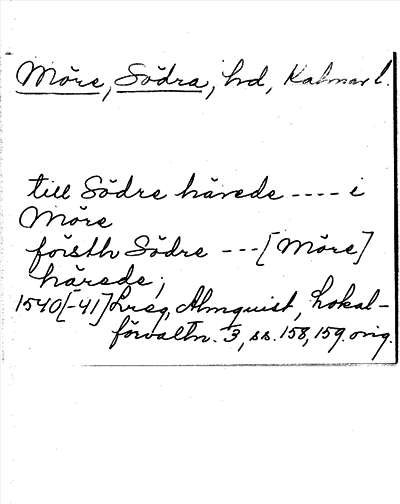 Möre, Södra, hd, Kalmar l.
till Södre härede ---- i
Möre
försth Södre --- [Möre]
härede;
1540[-41] Lreg, Almquist, Lokal-
förvaltn. 3, ss. 158, 159. orig.